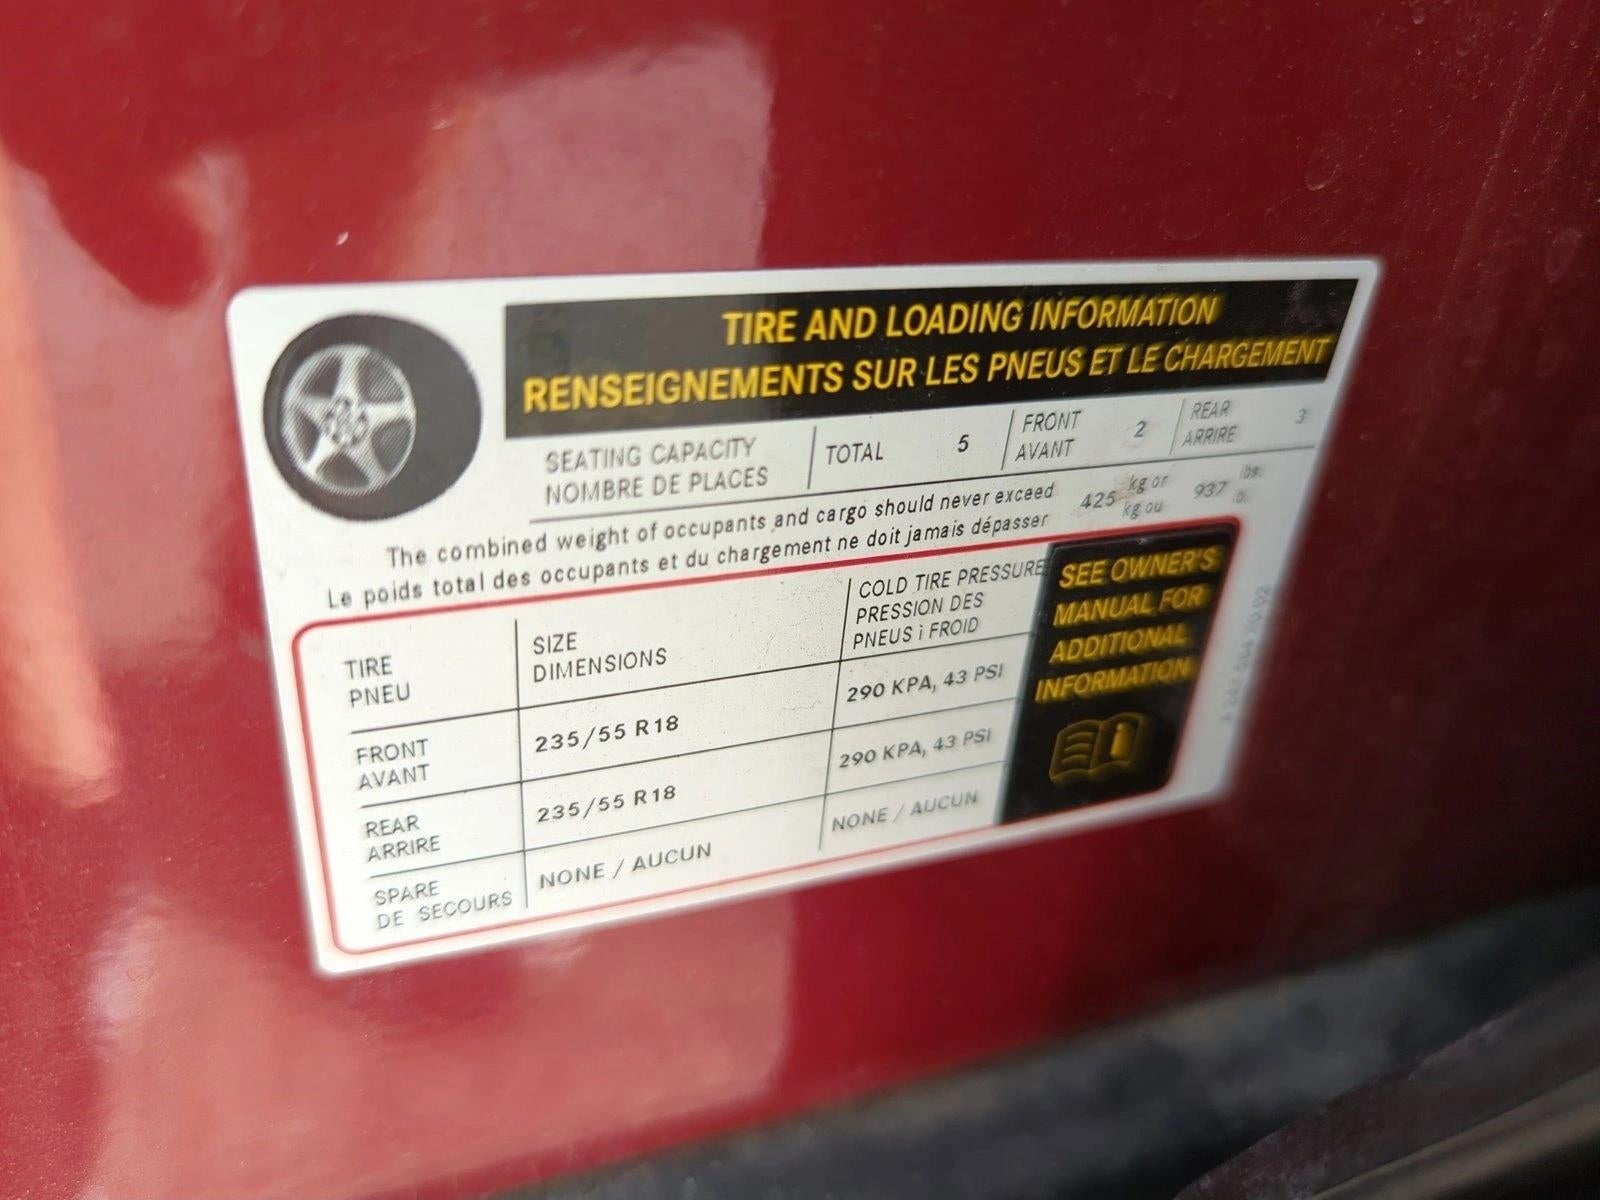 TIRE AND LOADING INFORMATION
RENSEIGNEMENTS SUR LES PNEUS ET LE CHARGEMENT
SEATING CAPACITY
NOMBRE DE PLACES
TOTAL 5
FRONT
AVANT 2
REAR
ARRIRE 3
The combined weight of occupants and cargo should never exceed 425 kg or 937 lbs.
Le poids total des occupants et du chargement ne doit jamais dépasser kg ou lb.
TIRE
PNEU
SIZE
DIMENSIONS
COLD TIRE PRESSURE
PRESSION DES
PNEUS ì FROID
FRONT
AVANT
235/55 R18
290 KPA, 43 PSI
REAR
ARRIRE
235/55 R18
290 KPA, 43 PSI
SPARE
DE SECOURS
NONE / AUCUN
NONE / AUCUN
SEE OWNER'S
MANUAL FOR
ADDITIONAL
INFORMATION